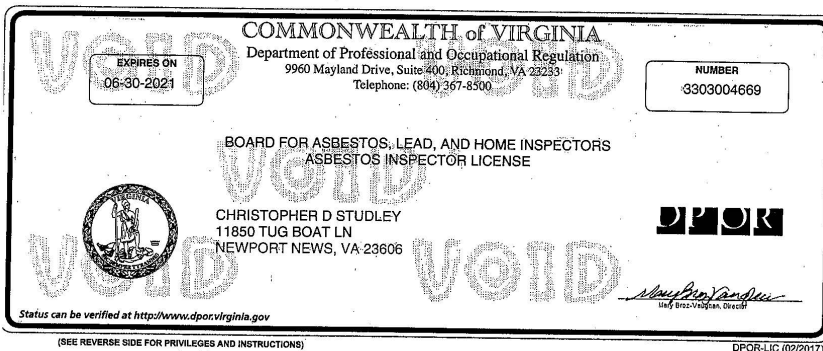 COMMONWEALTH of VIRGINIA
Department of Professional and Occupational Regulation
9960 Mayland Drive, Suite 400, Richmond, VA 23233
Telephone: (804) 367-8500
EXPIRES ON
06-30-2021
NUMBER
3303004669
BOARD FOR ASBESTOS, LEAD, AND HOME INSPECTORS
ASBESTOS INSPECTOR LICENSE
VIRGINIA
CHRISTOPHER D STUDLEY
11850 TUG BOAT LN
NEWPORT NEWS, VA 23606
DPOR
VOID VOID
VOID
VOID VOID
Mary Broz-Vaughan, Director
Status can be verified at http://www.dpor.virginia.gov
(SEE REVERSE SIDE FOR PRIVILEGES AND INSTRUCTIONS)
DPOR-LIC (02/2017)